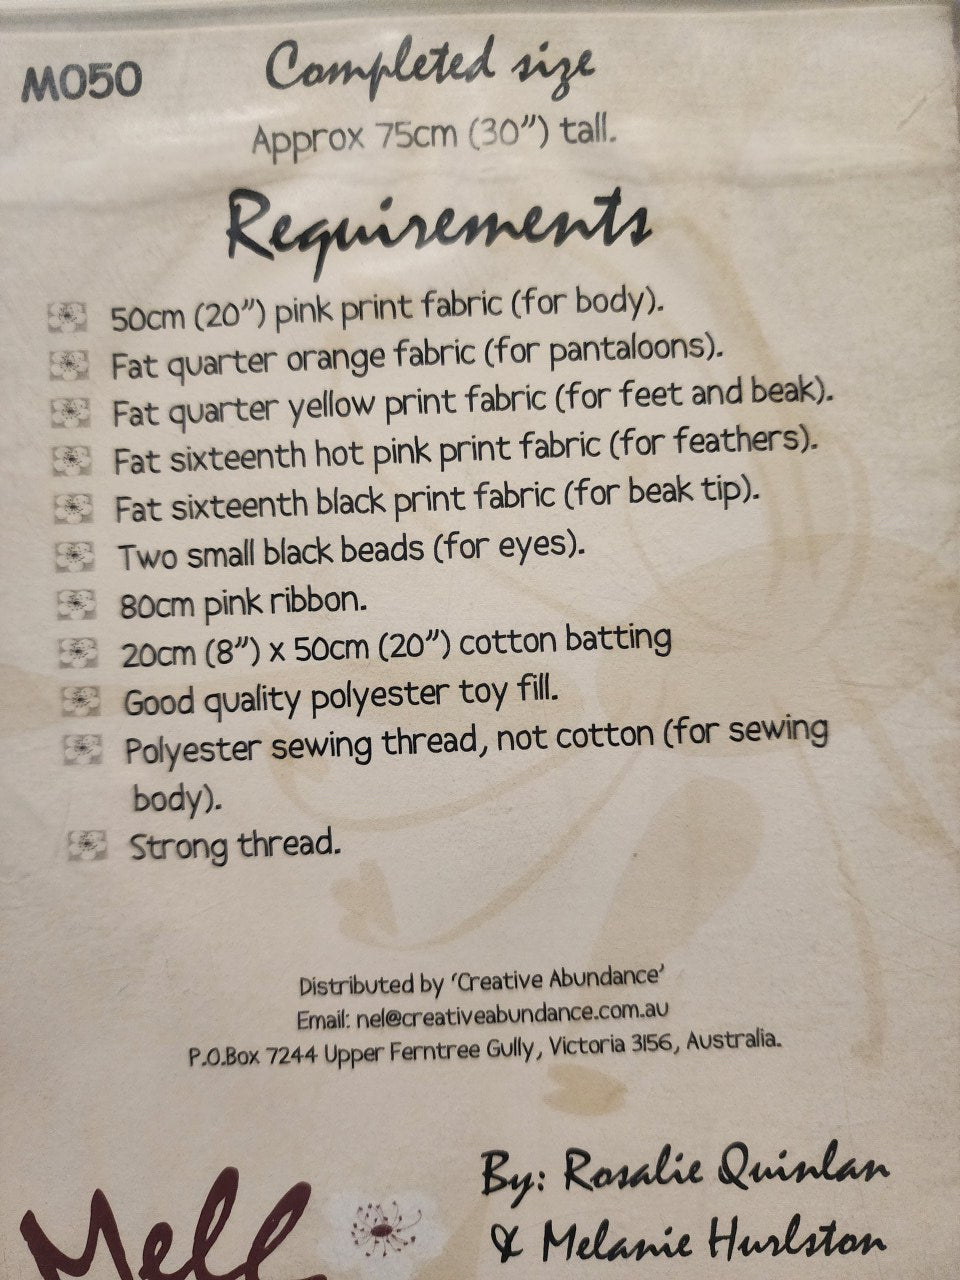 M050
Completed size
Approx 75cm (30") tall.
Requirements
50cm (20") pink print fabric (for body).
Fat quarter orange fabric (for pantaloons).
Fat quarter yellow print fabric (for feet and beak).
Fat sixteenth hot pink print fabric (for feathers).
Fat sixteenth black print fabric (for beak tip).
Two small black beads (for eyes).
80cm pink ribbon.
20cm (8") x 50cm (20") cotton batting
Good quality polyester toy fill.
Polyester sewing thread, not cotton (for sewing
body).
Strong thread.
Distributed by 'Creative Abundance'
Email: nel@creativeabundance.com.au
P.O.Box 7244 Upper Ferntree Gully, Victoria 3156, Australia.
By: Rosalie Quinlan
& Melanie Hurlston
Mell